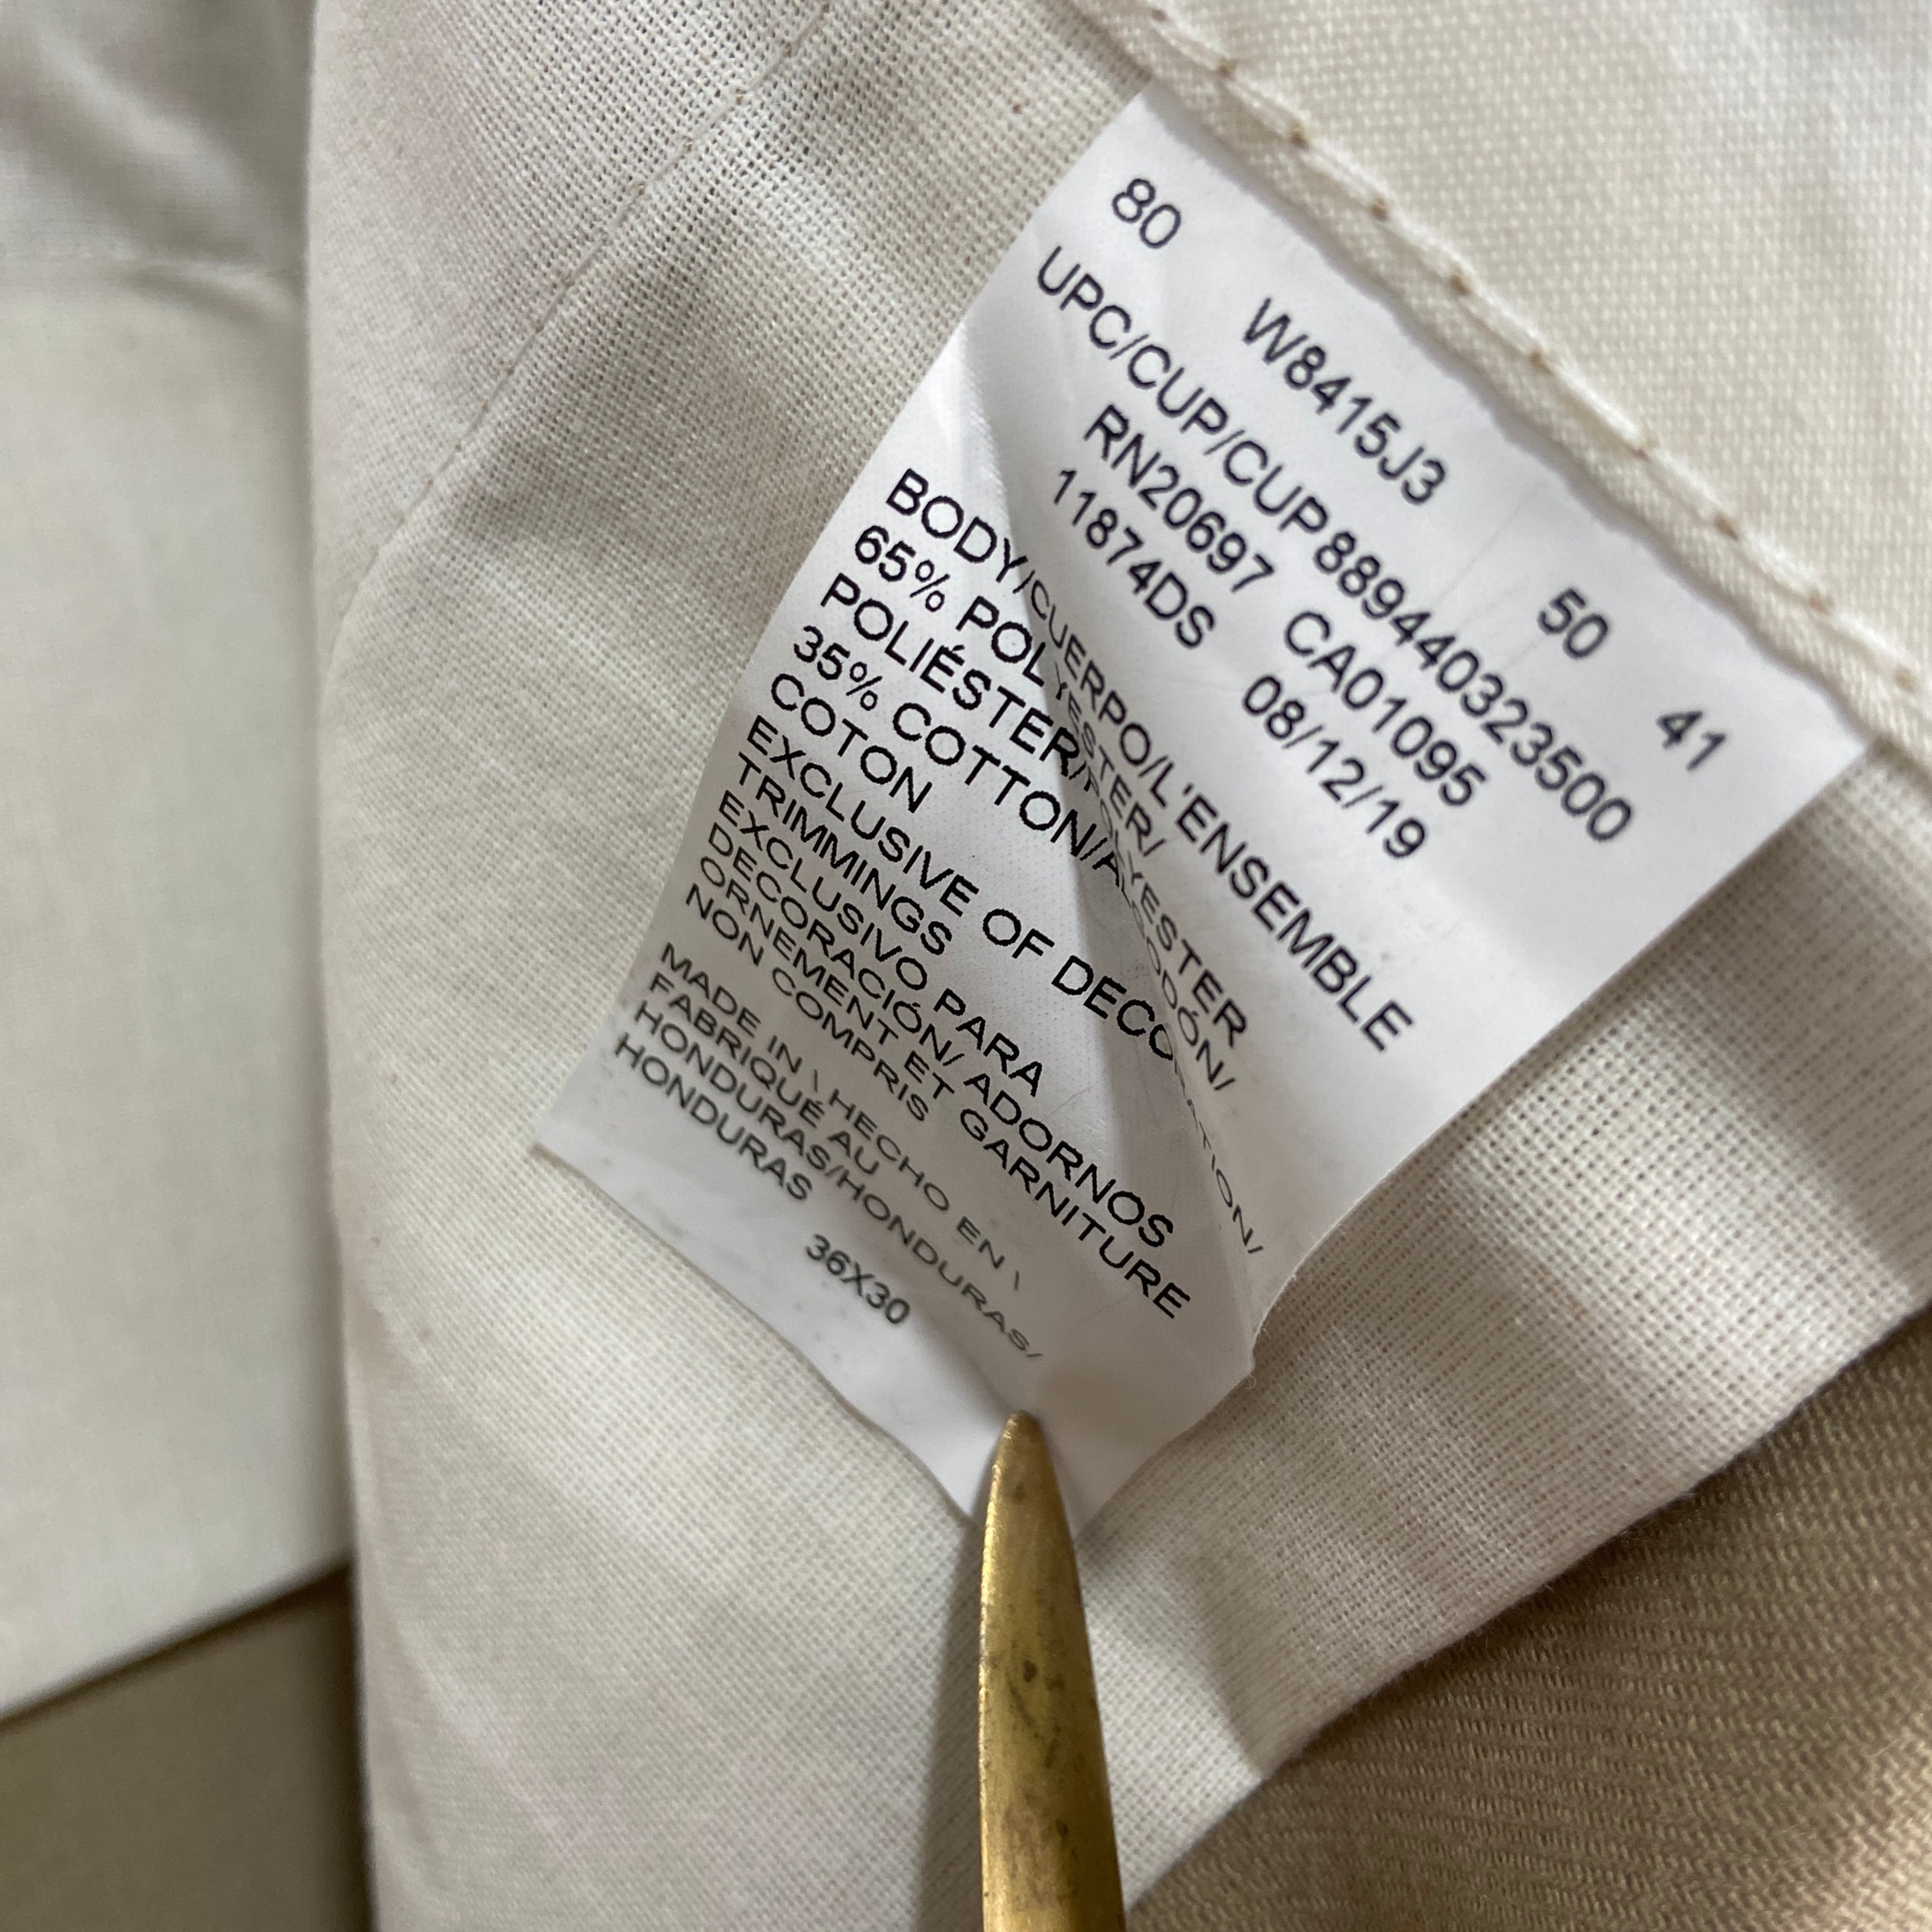 80 W8415J3 50 41
UPC/CUP/CUP 889440323500
RN20697 CA01095
11874DS 08/12/19
BODY/CUERPO/L'ENSEMBLE
65% POLYESTER/
POLIÉSTER/POLYESTER
35% COTTON/ALGODÓN/
COTON
EXCLUSIVE OF DECORATION/
TRIMMINGS
EXCLUSIVO PARA
DECORACIÓN/ ADORNOS
ORNEMENT ET GARNITURE
NON COMPRIS
MADE IN \ HECHO EN \
FABRIQUÉ AU
HONDURAS/HONDURAS/
HONDURAS
36X30